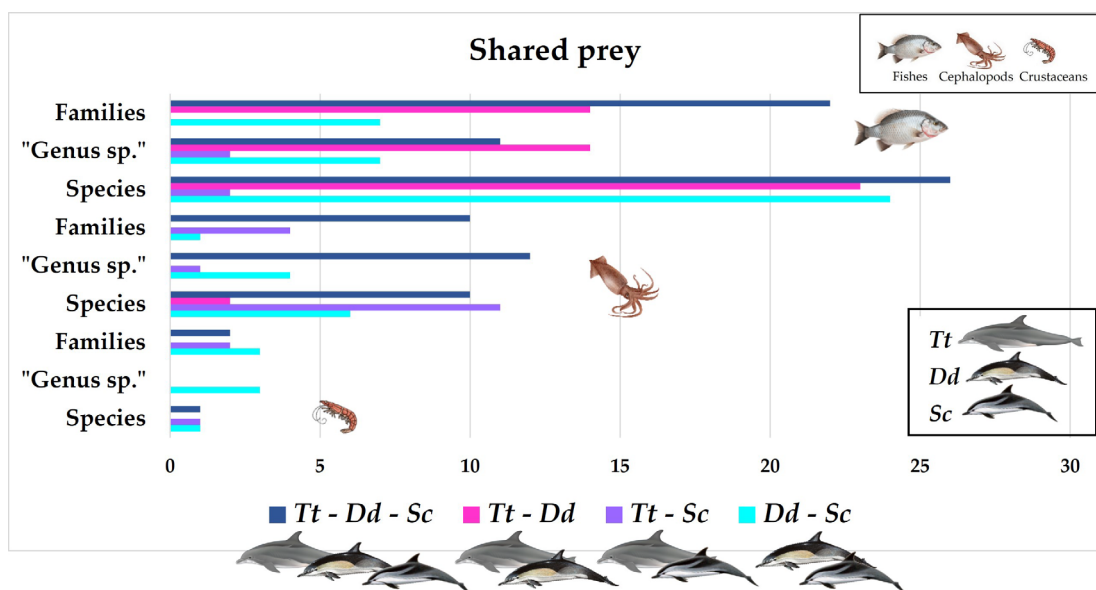 Shared prey
Fishes Cephalopods Crustaceans
Families
"Genus sp."
Species
Families
"Genus sp."
Species
Families
"Genus sp."
Species
Tt
Dd
Sc
0 5 10 15 20 25 30
Tt - Dd - Sc Tt - Dd Tt - Sc Dd - Sc